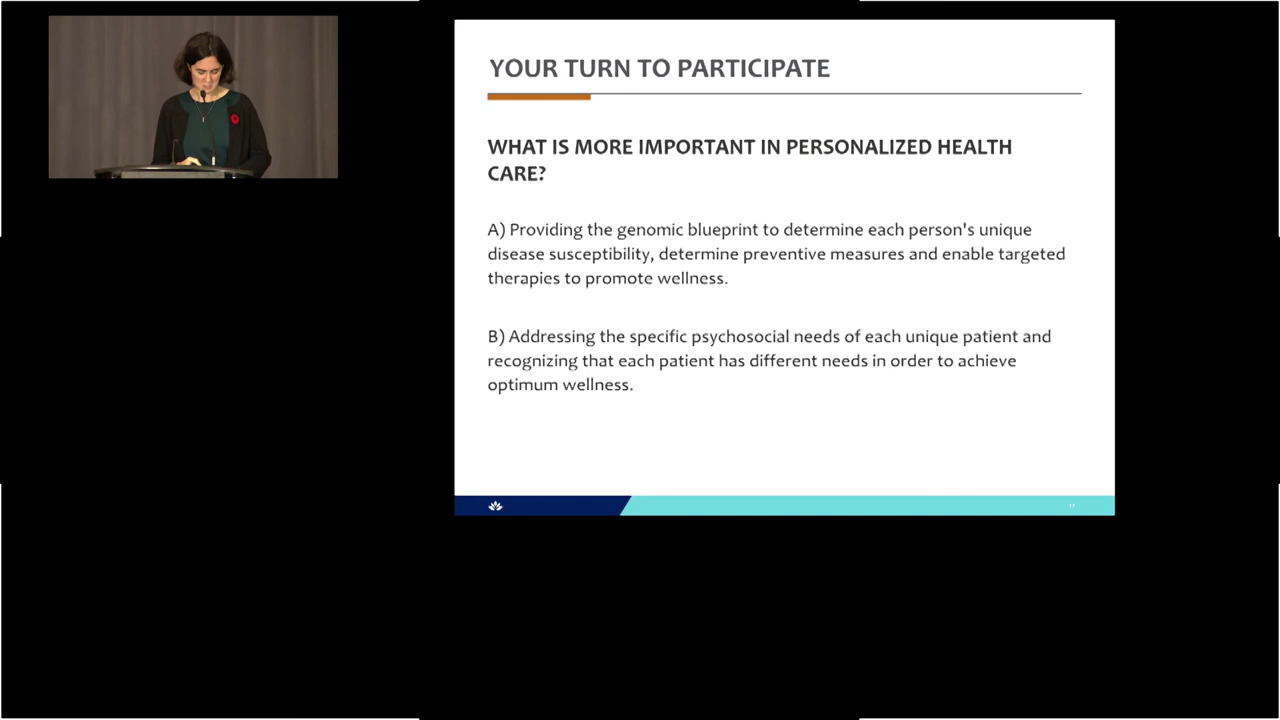 YOUR TURN TO PARTICIPATE
WHAT IS MORE IMPORTANT IN PERSONALIZED HEALTH
CARE?
A) Providing the genomic blueprint to determine each person's unique
disease susceptibility, determine preventive measures and enable targeted
therapies to promote wellness.
B) Addressing the specific psychosocial needs of each unique patient and
recognizing that each patient has different needs in order to achieve
optimum wellness.